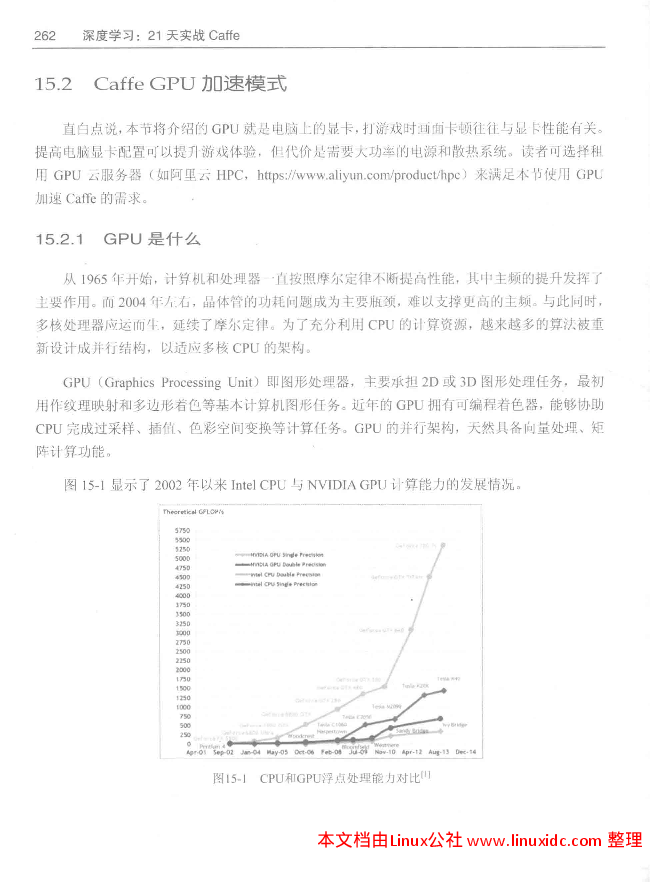 262 深度学习：21 天实战 Caffe
15.2 Caffe GPU 加速模式
直白点说，本节将介绍的 GPU 就是电脑上的显卡，打游戏时画面卡顿往往与显卡性能有关。
提高电脑显卡配置可以提升游戏体验，但代价是需要大功率的电源和散热系统。读者可选择租
用 GPU 云服务器（如阿里云 HPC，https://www.aliyun.com/product/hpc）来满足本节使用 GPU
加速 Caffe 的需求。
15.2.1 GPU 是什么
从 1965 年开始，计算机和处理器一直按照摩尔定律不断提高性能，其中主频的提升发挥了
主要作用。而 2004 年左右，晶体管的功耗问题成为主要瓶颈，难以支撑更高的主频。与此同时，
多核处理器应运而生，延续了摩尔定律。为了充分利用 CPU 的计算资源，越来越多的算法被重
新设计成并行结构，以适应多核 CPU 的架构。
GPU（Graphics Processing Unit）即图形处理器，主要承担 2D 或 3D 图形处理任务，最初
用作纹理映射和多边形着色等基本计算机图形任务。近年的 GPU 拥有可编程着色器，能够协助
CPU 完成过采样、插值、色彩空间变换等计算任务。GPU 的并行架构，天然具备向量处理、矩
阵计算功能。
图 15-1 显示了 2002 年以来 Intel CPU 与 NVIDIA GPU 计算能力的发展情况。
Theoretical GFLOP/s
5750
5500
5250
5000
4750
4500
4250
4000
3750
3500
3250
3000
2750
2500
2250
2000
1750
1500
1250
1000
750
500
250
0
NVIDIA GPU Single Precision
NVIDIA GPU Double Precision
Intel CPU Double Precision
Intel CPU Single Precision
Tesla K40
Tesla K20X
Tesla M2090
Tesla C2050
Tesla C1060
Harpertown
Woodcrest
Pentium 4
Bloomfield
Westmere
Sandy Bridge
Ivy Bridge
Apr-01 Sep-02 Jan-04 May-05 Oct-06 Feb-08 Jul-09 Nov-10 Apr-12 Aug-13 Dec-14
图15-1 CPU和GPU浮点处理能力对比[1]
本文档由Linux公社 www.linuxidc.com 整理